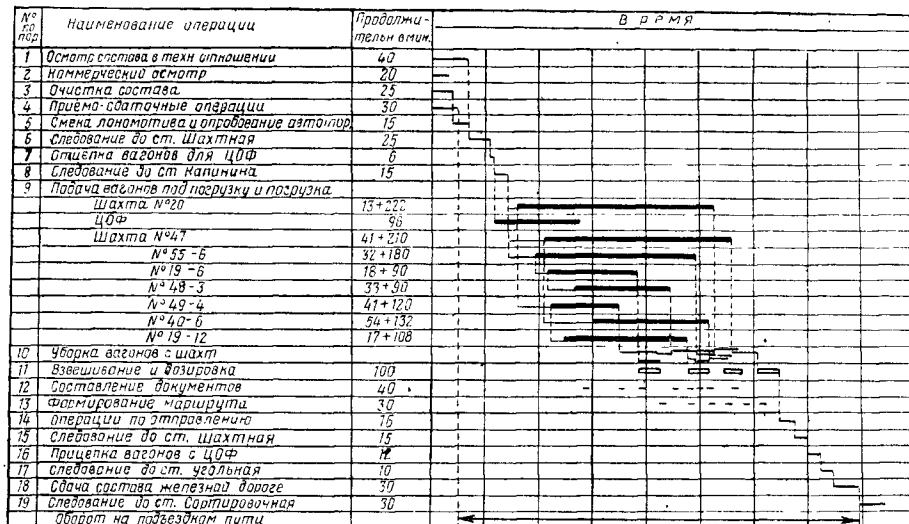 № по пор
Наименование операции
Продолжи-
тельн в мин.
Время
1 Осмотр состава в техн отношении 40
2 Коммерческий осмотр 20
3 Очистка состава 25
4 Приемо-сдаточные операции 30
5 Смена локомотива и опробование автотор. 15
6 Следование до ст. Шахтная 25
7 Отцепка вагонов для ЦОФ 6
8 Следование до ст Калинина 15
9 Подача вагонов под погрузку и погрузка
Шахта №20 13+222
ЦОФ 96
Шахта №47 41+210
№55-6 32+180
№19-6 18+90
№48-3 33+90
№49-4 41+120
№40-6 54+132
№19-12 17+108
10 Уборка вагонов с шахт
11 Взвешивание и дозировка 100
12 Составление документов 40
13 Формирование маршрута 30
14 Операции по отправлению 16
15 Следование до ст. Шахтная 15
16 Прицепка вагонов с ЦОФ
17 Следование до ст. Угольная 10
18 Сдача состава железной дороге 30
19 Следование до ст. Сортировочная 30
Оборот на подъездном пути